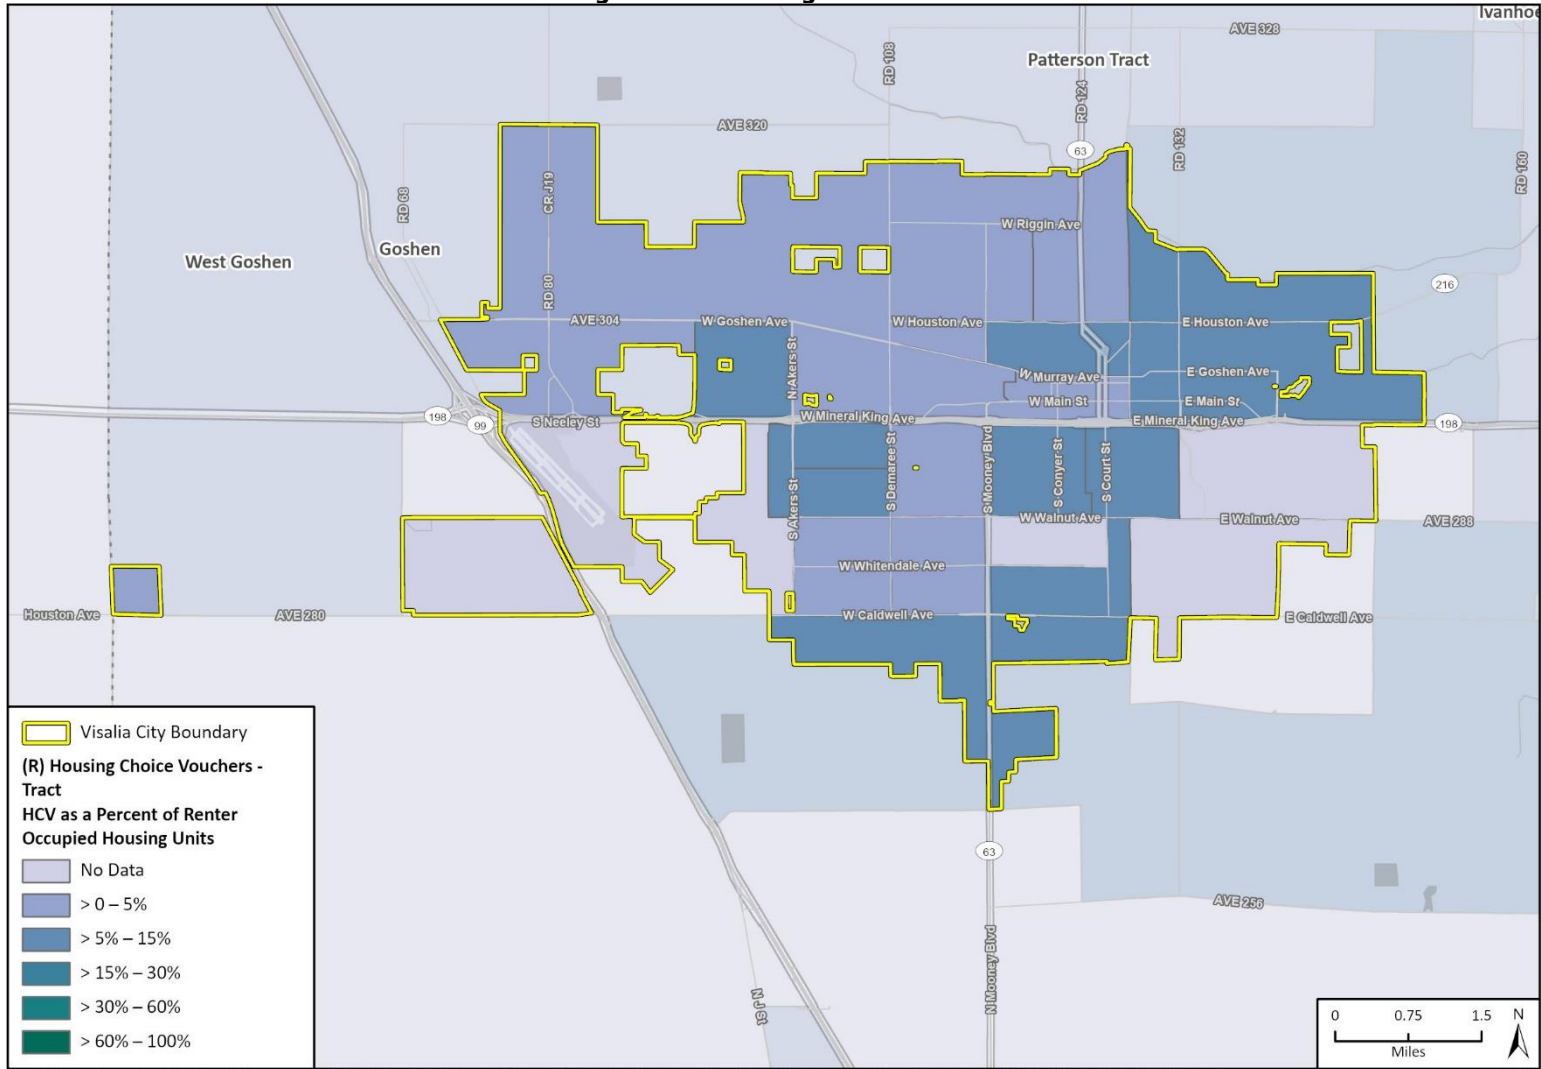 Ivanhoe
AVE 328
Patterson Tract
RD 108
RD 124
AVE 320
63
RD 132
RD 160
CR J19
RD 68
W Riggin Ave
Goshen
West Goshen
RD 80
216
AVE 304
W Goshen Ave
W Houston Ave
E Houston Ave
N Akers St
W Murray Ave
E Goshen Ave
W Main St
E Main St
198
99
S Neeley St
W Mineral King Ave
E Mineral King Ave
198
S Akers St
S Demaree St
S Mooney Blvd
S Conyer St
S Court St
W Walnut Ave
E Walnut Ave
AVE 288
W Whitendale Ave
Houston Ave
AVE 280
W Caldwell Ave
E Caldwell Ave
63
AVE 256
N Mooney Blvd
N J St
Visalia City Boundary
(R) Housing Choice Vouchers -
Tract
HCV as a Percent of Renter
Occupied Housing Units
No Data
> 0 – 5%
> 5% – 15%
> 15% – 30%
> 30% – 60%
> 60% – 100%
0 0.75 1.5
Miles
N